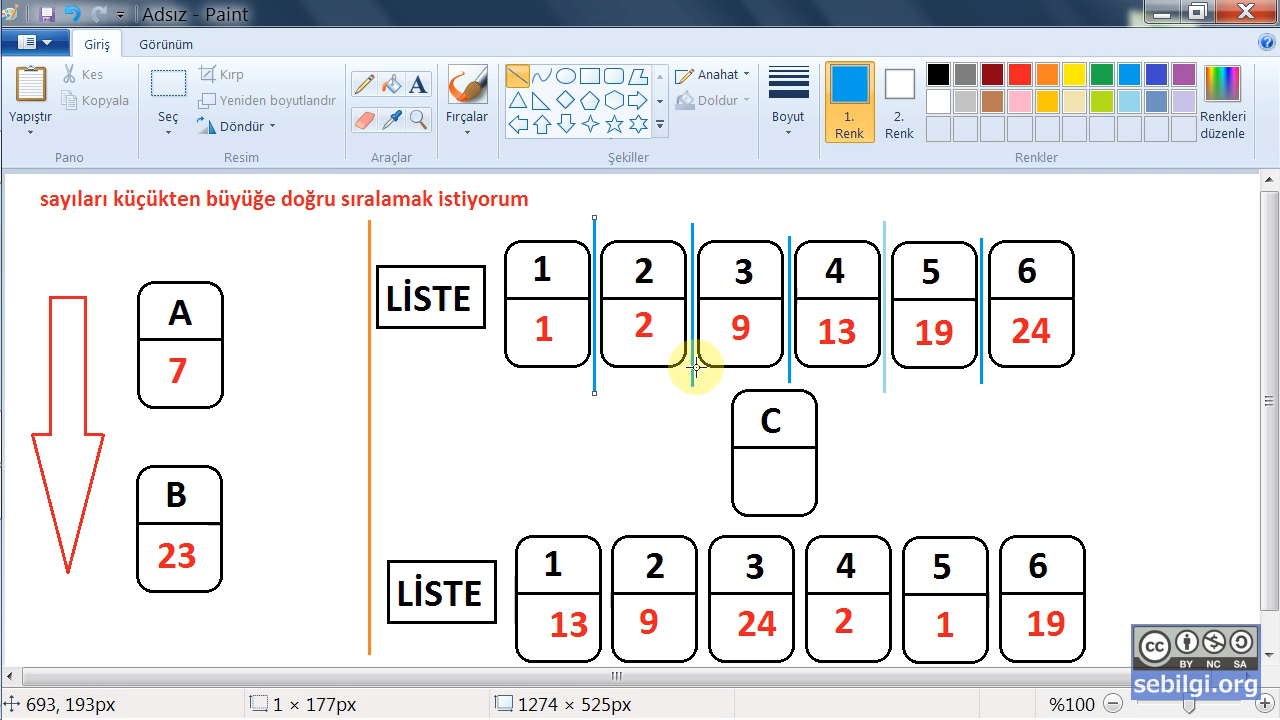 Adsız - Paint
Giriş Görünüm
Yapıştır
Kes
Kopyala
Pano
Seç
Kırp
Yeniden boyutlandır
Döndür
Resim
A
Araçlar
Fırçalar
Anahat
Doldur
Şekiller
Boyut
1. Renk
2. Renk
Renkleri düzenle
Renkler
sayıları küçükten büyüğe doğru sıralamak istiyorum
A
7
B
23
LİSTE
1 2 3 4 5 6
1 2 9 13 19 24
C
LİSTE
1 2 3 4 5 6
13 9 24 2 1 19
cc BY NC SA
sebilgi.org
693, 193px 1 × 177px 1274 × 525px %100